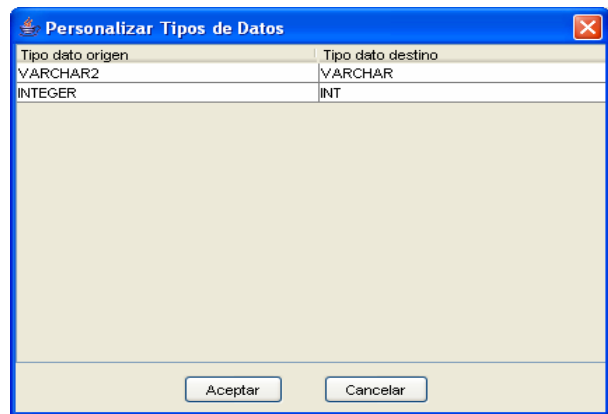 Personalizar Tipos de Datos
Tipo dato origen Tipo dato destino
VARCHAR2 VARCHAR
INTEGER INT
Aceptar Cancelar